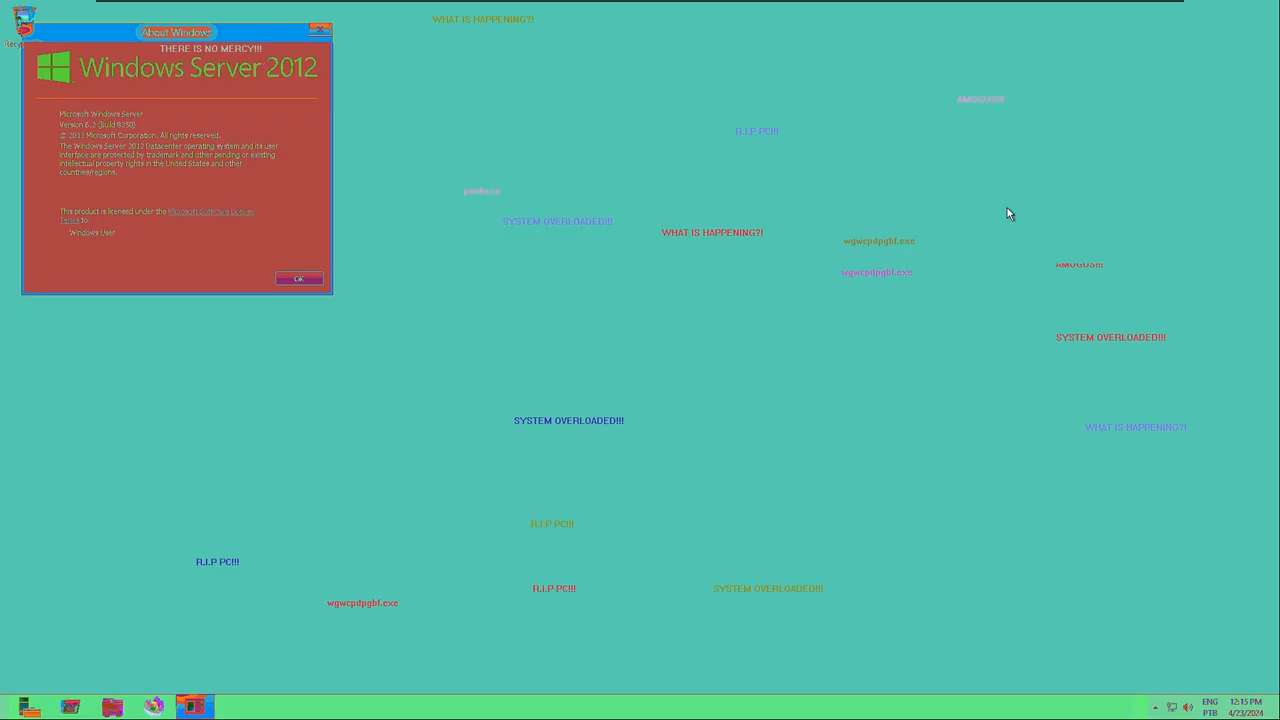 WHAT IS HAPPENING?!
About Windows
THERE IS NO MERCY!!!
Windows Server 2012
Microsoft Windows Server
Version 6.2 (Build 8250)
© 2012 Microsoft Corporation. All rights reserved.
The Windows Server 2012 Datacenter operating system and its user
interface are protected by trademark and other pending or existing
intellectual property rights in the United States and other
countries/regions.
This product is licensed under the Microsoft Software License
Terms to:
Windows User
OK
AMOGUS!!!
R.I.P PC!!!
SYSTEM OVERLOADED!!!
WHAT IS HAPPENING?!
wgwcpdpgbf.exe
AMOGUS!!!
wgwcpdpgbf.exe
SYSTEM OVERLOADED!!!
SYSTEM OVERLOADED!!!
WHAT IS HAPPENING?!
R.I.P PC!!!
R.I.P PC!!!
R.I.P PC!!!
SYSTEM OVERLOADED!!!
wgwcpdpgbf.exe
ENG
12:15 PM
PTB
4/23/2024